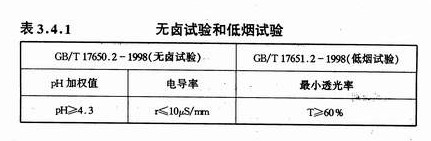 表 3.4.1 无卤试验和低烟试验
GB/T 17650.2－1998(无卤试验) GB/T 17651.2－1998(低烟试验)
pH 加权值 电导率 最小透光率
pH≥4.3 r≤10μS/mm T≥60%